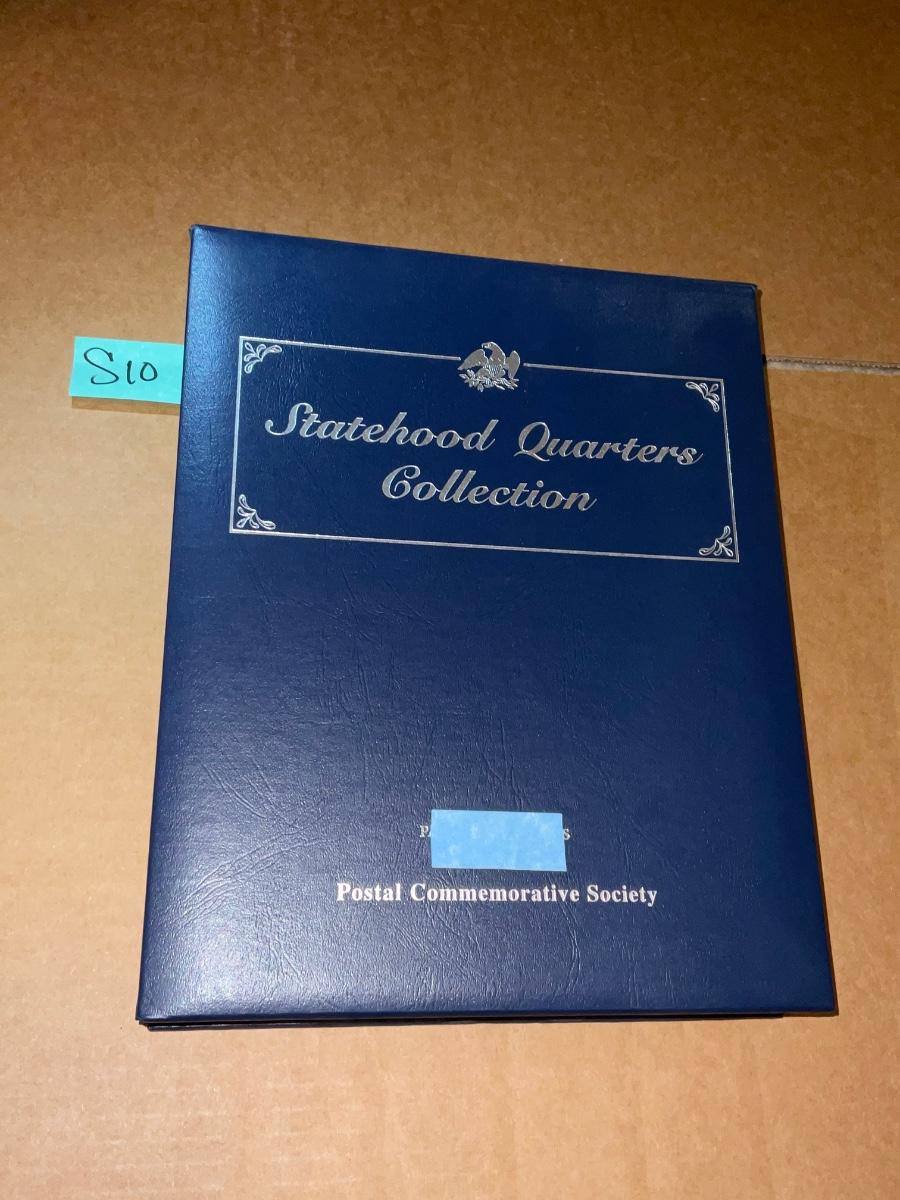 S10
Statehood Quarters
Collection
Postal Commemorative Society